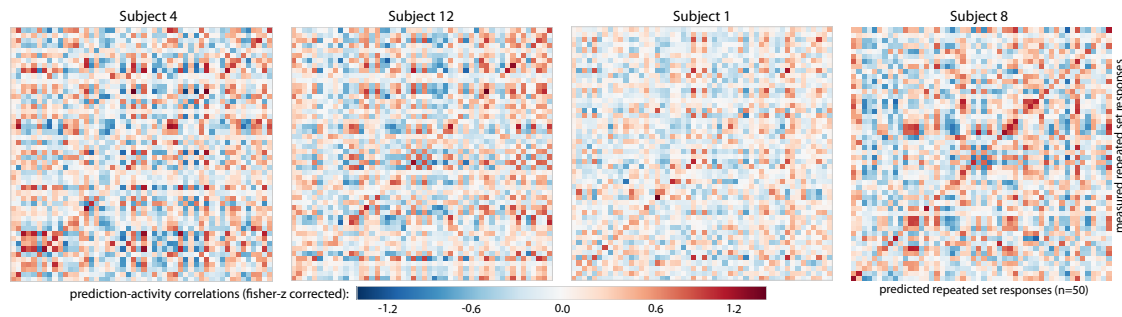 Subject 4
Subject 12
Subject 1
Subject 8
measured repeated set responses
prediction-activity correlations (fisher-z corrected):
-1.2
-0.6
0.0
0.6
1.2
predicted repeated set responses (n=50)